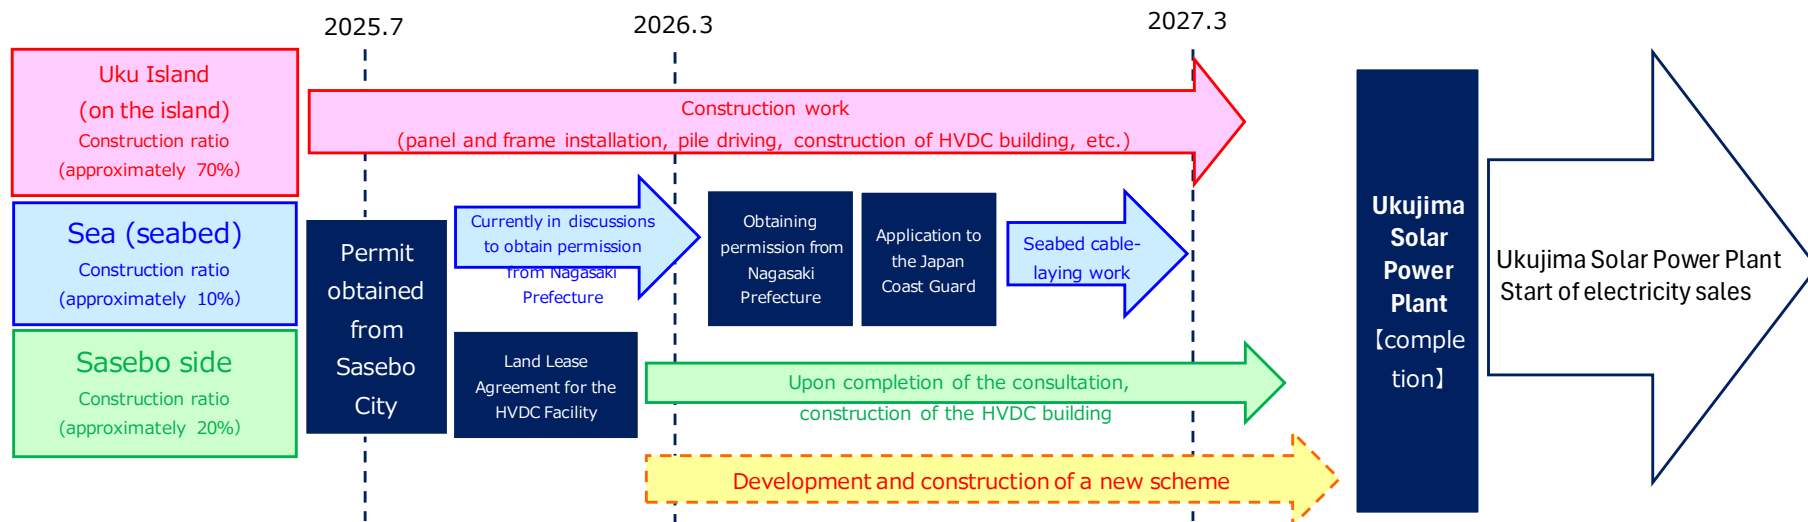 2025.7
2026.3
2027.3
Uku Island
(on the island)
Construction ratio
(approximately 70%)
Construction work
(panel and frame installation, pile driving, construction of HVDC building, etc.)
Sea (seabed)
Construction ratio
(approximately 10%)
Permit
obtained
from
Sasebo
City
Currently in discussions
to obtain permission
from Nagasaki
Prefecture
Obtaining
permission from
Nagasaki
Prefecture
Application to
the Japan
Coast Guard
Seabed cable-
laying work
Sasebo side
Construction ratio
(approximately 20%)
Land Lease
Agreement for the
HVDC Facility
Upon completion of the consultation,
construction of the HVDC building
Development and construction of a new scheme
Ukujima
Solar
Power
Plant
【comple
tion】
Ukujima Solar Power Plant
Start of electricity sales